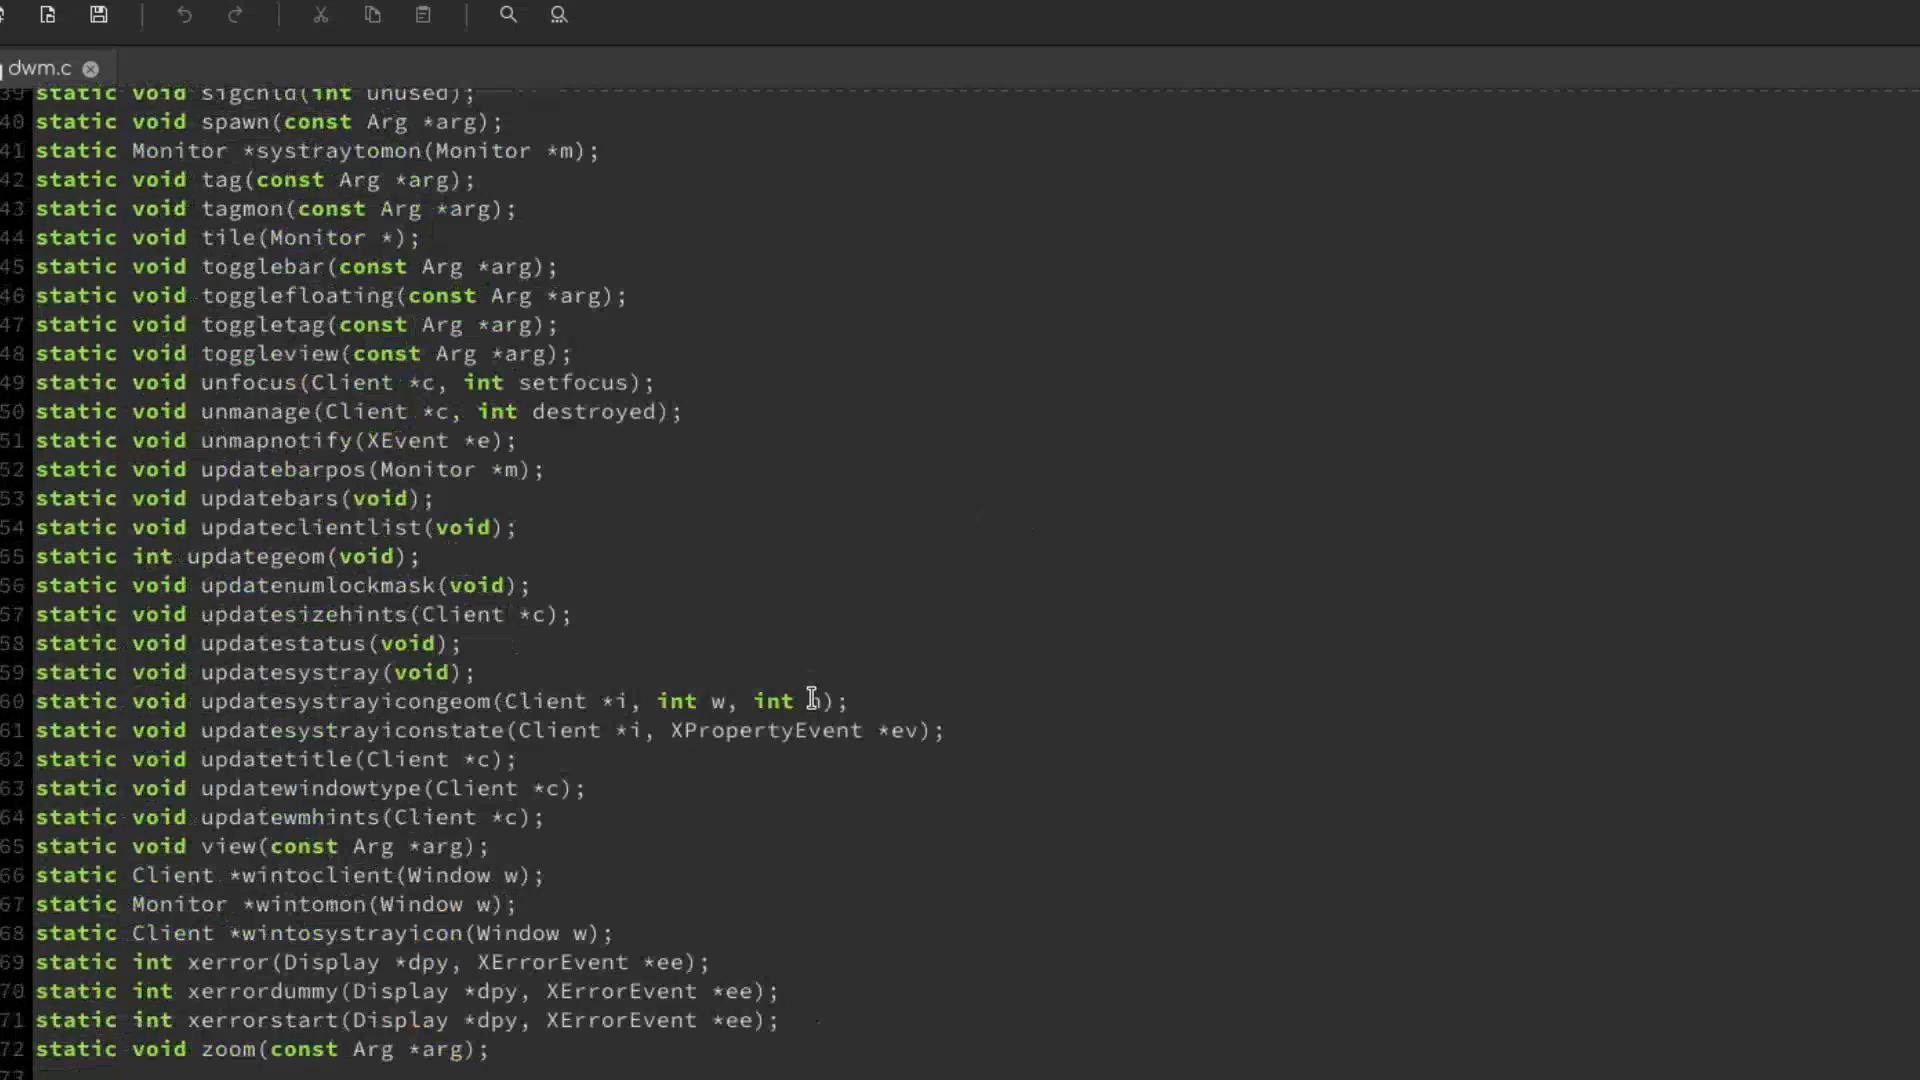 dwm.c
39 static void sigchld(int unused);
40 static void spawn(const Arg *arg);
41 static Monitor *systraytomon(Monitor *m);
42 static void tag(const Arg *arg);
43 static void tagmon(const Arg *arg);
44 static void tile(Monitor *);
45 static void togglebar(const Arg *arg);
46 static void togglefloating(const Arg *arg);
47 static void toggletag(const Arg *arg);
48 static void toggleview(const Arg *arg);
49 static void unfocus(Client *c, int setfocus);
50 static void unmanage(Client *c, int destroyed);
51 static void unmapnotify(XEvent *e);
52 static void updatebarpos(Monitor *m);
53 static void updatebars(void);
54 static void updateclientlist(void);
55 static int updategeom(void);
56 static void updatenumlockmask(void);
57 static void updatesizehints(Client *c);
58 static void updatestatus(void);
59 static void updatesystray(void);
60 static void updatesystrayicongeom(Client *i, int w, int h);
61 static void updatesystrayiconstate(Client *i, XPropertyEvent *ev);
62 static void updatetitle(Client *c);
63 static void updatewindowtype(Client *c);
64 static void updatewmhints(Client *c);
65 static void view(const Arg *arg);
66 static Client *wintoclient(Window w);
67 static Monitor *wintomon(Window w);
68 static Client *wintosystrayicon(Window w);
69 static int xerror(Display *dpy, XErrorEvent *ee);
70 static int xerrordummy(Display *dpy, XErrorEvent *ee);
71 static int xerrorstart(Display *dpy, XErrorEvent *ee);
72 static void zoom(const Arg *arg);
73